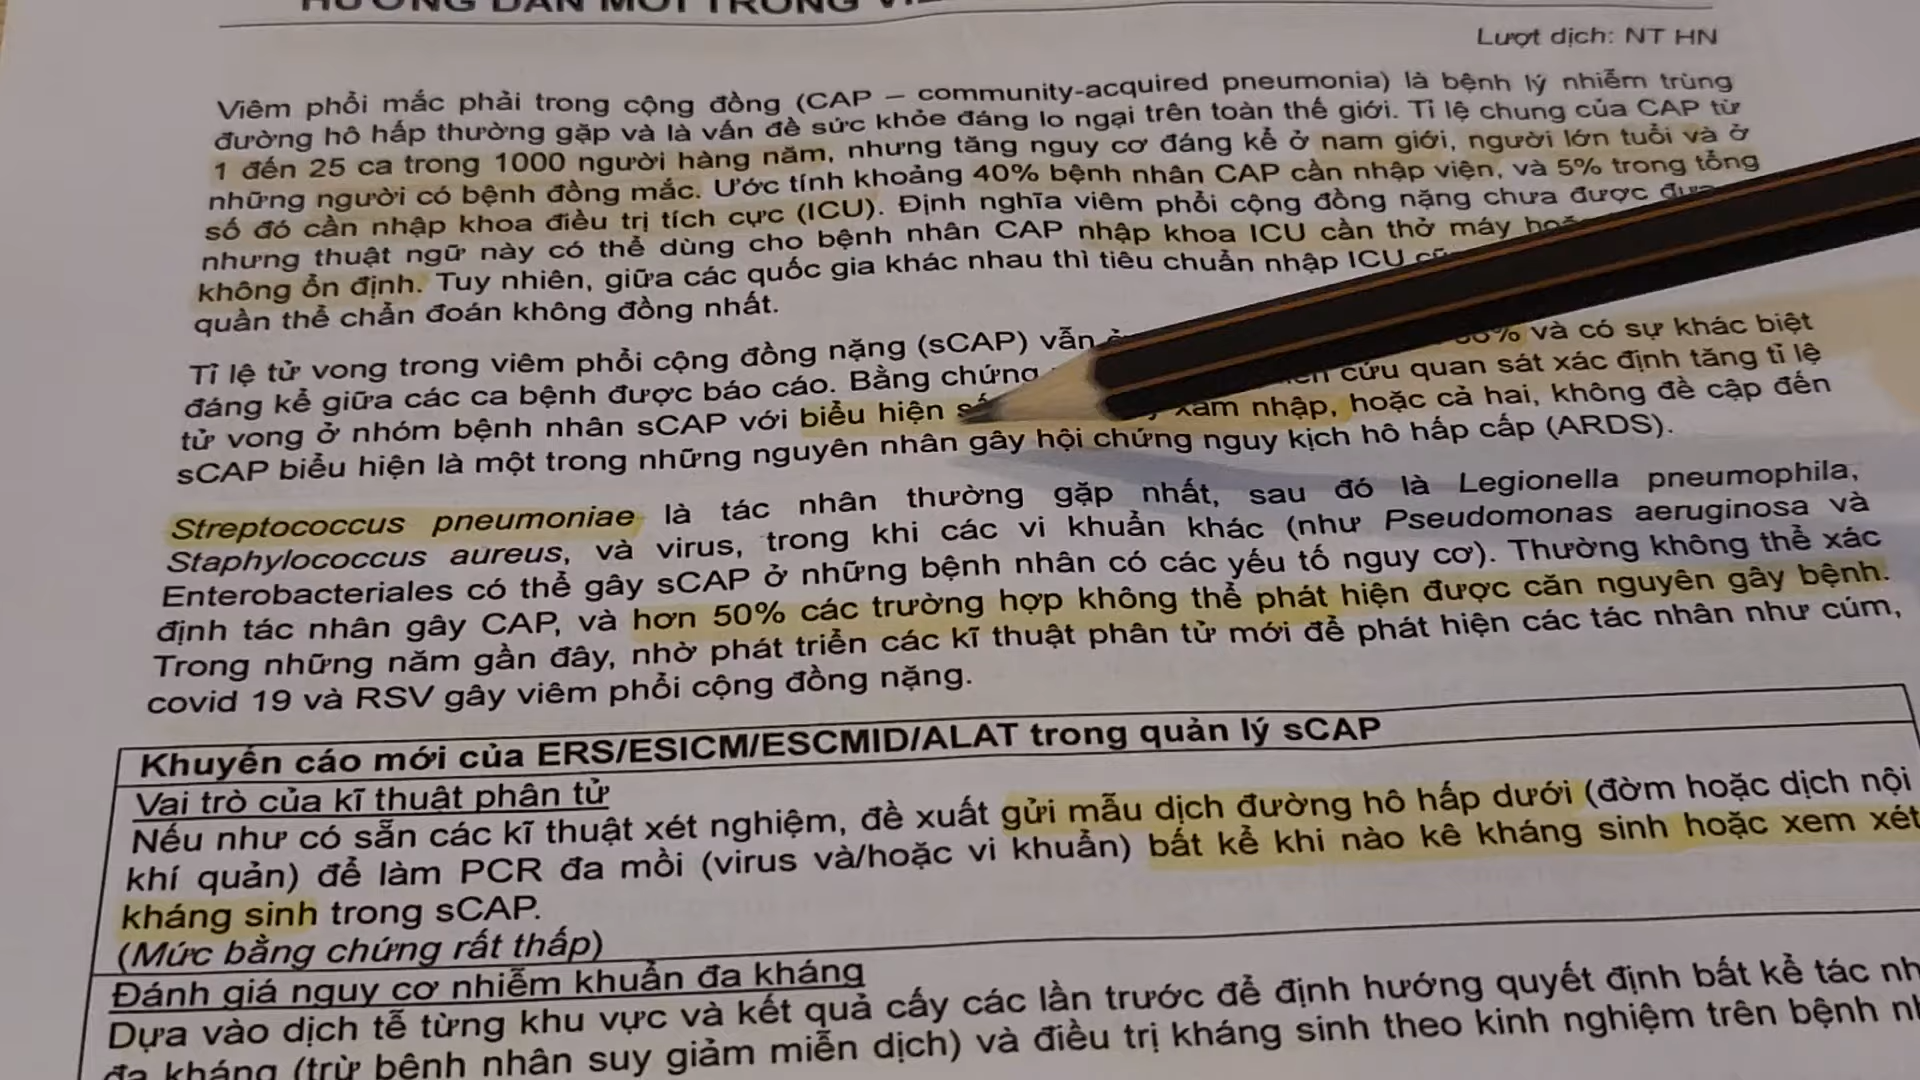 Lượt dịch: NT HN
Viêm phổi mắc phải trong cộng đồng (CAP – community-acquired pneumonia) là bệnh lý nhiễm trùng
đường hô hấp thường gặp và là vấn đề sức khỏe đáng lo ngại trên toàn thế giới. Tỉ lệ chung của CAP từ
1 đến 25 ca trong 1000 người hàng năm, nhưng tăng nguy cơ đáng kể ở nam giới, người lớn tuổi và ở
những người có bệnh đồng mắc. Ước tính khoảng 40% bệnh nhân CAP cần nhập viện, và 5% trong tổng
số đó cần nhập khoa điều trị tích cực (ICU). Định nghĩa viêm phổi cộng đồng nặng chưa được
nhưng thuật ngữ này có thể dùng cho bệnh nhân CAP nhập khoa ICU cần thở máy
không ổn định. Tuy nhiên, giữa các quốc gia khác nhau thì tiêu chuẩn nhập ICU
quần thể chẩn đoán không đồng nhất.
Tỉ lệ tử vong trong viêm phổi cộng đồng nặng (sCAP) vẫn và có sự khác biệt
đáng kể giữa các ca bệnh được báo cáo. Bằng chứng cứu quan sát xác định tăng tỉ lệ
tử vong ở nhóm bệnh nhân sCAP với biểu hiện xâm nhập, hoặc cả hai, không đề cập đến
sCAP biểu hiện là một trong những nguyên nhân gây hội chứng nguy kịch hô hấp cấp (ARDS).
Streptococcus pneumoniae là tác nhân thường gặp nhất, sau đó là Legionella pneumophila,
Staphylococcus aureus, và virus, trong khi các vi khuẩn khác (như Pseudomonas aeruginosa và
Enterobacteriales có thể gây sCAP ở những bệnh nhân có các yếu tố nguy cơ). Thường không thể xác
định tác nhân gây CAP, và hơn 50% các trường hợp không thể phát hiện được căn nguyên gây bệnh.
Trong những năm gần đây, nhờ phát triển các kĩ thuật phân tử mới để phát hiện các tác nhân như cúm,
covid 19 và RSV gây viêm phổi cộng đồng nặng.
Khuyến cáo mới của ERS/ESICM/ESCMID/ALAT trong quản lý sCAP
Vai trò của kĩ thuật phân tử
Nếu như có sẵn các kĩ thuật xét nghiệm, đề xuất gửi mẫu dịch đường hô hấp dưới (đờm hoặc dịch nội
khí quản) để làm PCR đa mồi (virus và/hoặc vi khuẩn) bất kể khi nào kê kháng sinh hoặc xem xét
kháng sinh trong sCAP.
(Mức bằng chứng rất thấp)
Đánh giá nguy cơ nhiễm khuẩn đa kháng
Dựa vào dịch tễ từng khu vực và kết quả cấy các lần trước để định hướng quyết định bất kể tác
đa kháng (trừ bệnh nhân suy giảm miễn dịch) và điều trị kháng sinh theo kinh nghiệm trên bệnh